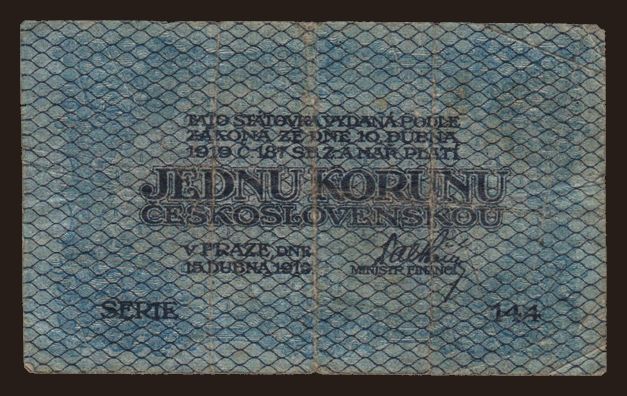 TATO STÁTOVKA VYDANÁ PODLE
ZÁKONA ZE DNE 10. DUBNA
1919 Č. 187 SB. Z. A NAŘ. PLATÍ
JEDNU KORUNU
ČESKOSLOVENSKOU
V PRAZE, DNE
15. DUBNA 1919
MINISTR FINANCÍ
SERIE 144